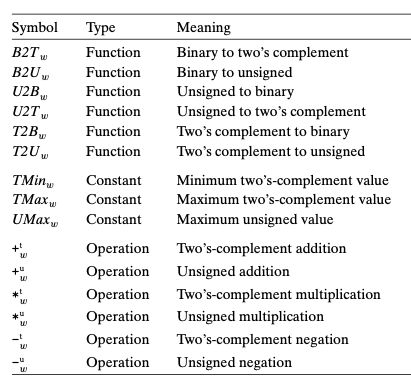 Symbol Type Meaning
B2T_w Function Binary to two's complement
B2U_w Function Binary to unsigned
U2B_w Function Unsigned to binary
U2T_w Function Unsigned to two's complement
T2B_w Function Two's complement to binary
T2U_w Function Two's complement to unsigned
TMin_w Constant Minimum two's-complement value
TMax_w Constant Maximum two's-complement value
UMax_w Constant Maximum unsigned value
+^t_w Operation Two's-complement addition
+^u_w Operation Unsigned addition
*^t_w Operation Two's-complement multiplication
*^u_w Operation Unsigned multiplication
-^t_w Operation Two's-complement negation
-^u_w Operation Unsigned negation